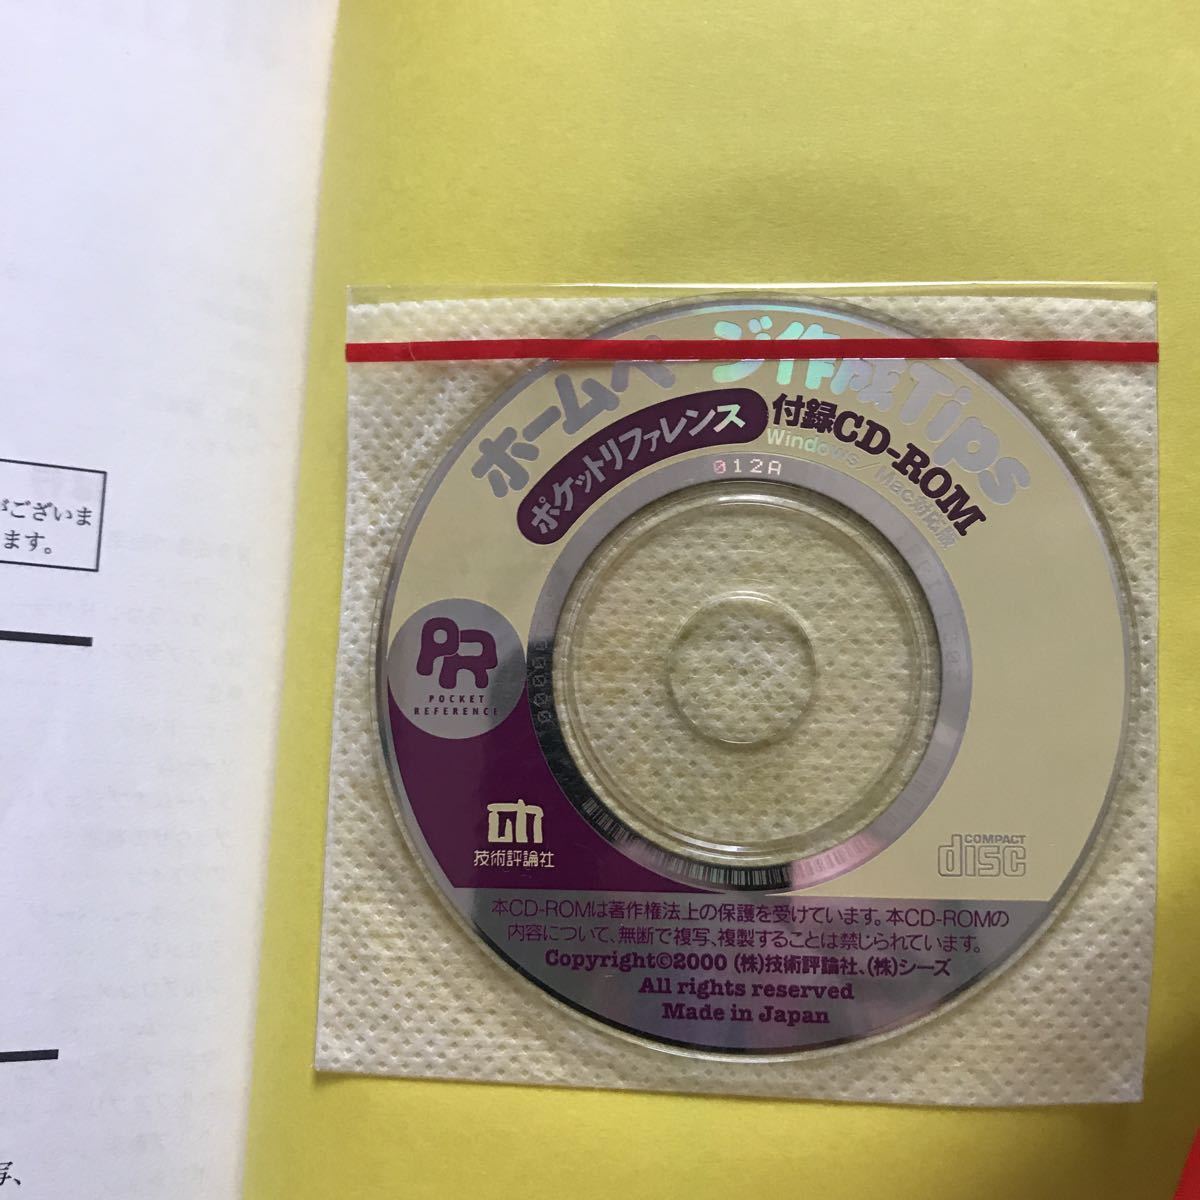 がございま
ます。
写、
ホームページ作成Tips
ポケットリファレンス
付録CD-ROM
Windows/Mac対応版
012A
PR
POCKET
REFERENCE
技術評論社
COMPACT
disc
本CD-ROMは著作権法上の保護を受けています。本CD-ROMの
内容について、無断で複写、複製することは禁じられています。
Copyright©2000 (株)技術評論社、(株)シーズ
All rights reserved
Made in Japan